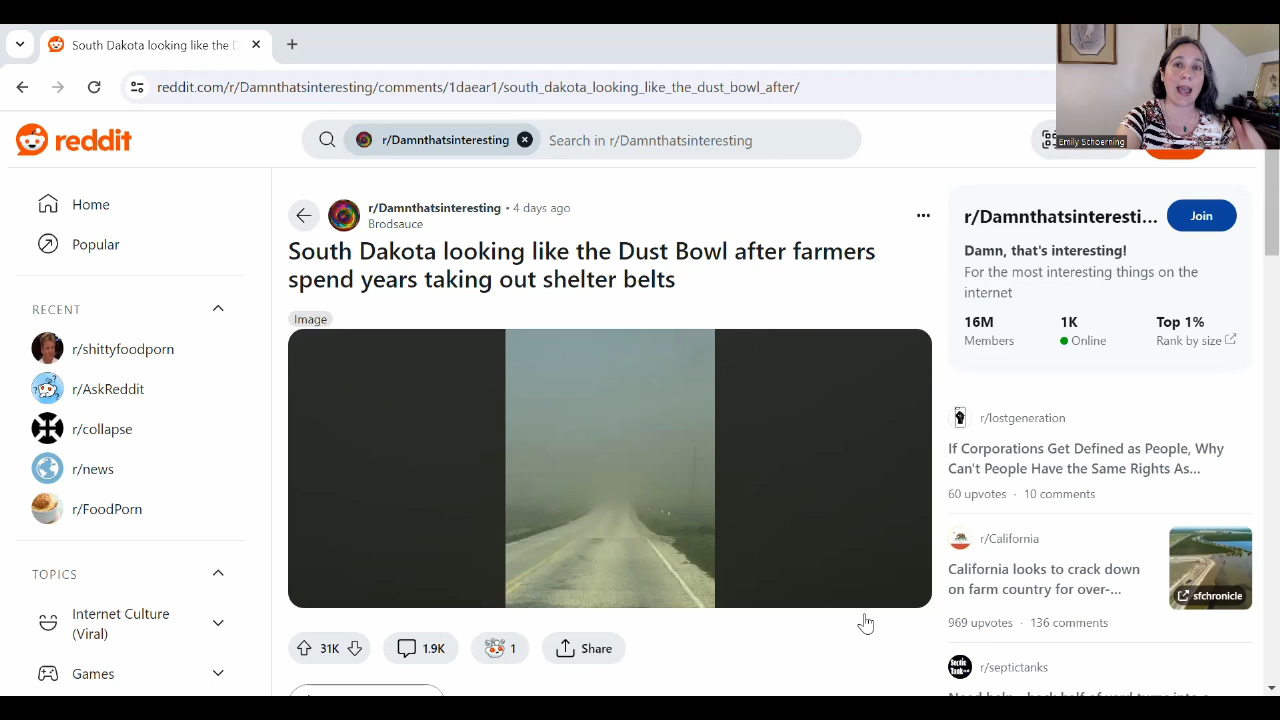 South Dakota looking like the D
reddit.com/r/Damnthatsinteresting/comments/1daear1/south_dakota_looking_like_the_dust_bowl_after/
Emily Schoerning
reddit
r/Damnthatsinteresting
Search in r/Damnthatsinteresting
Home
Popular
RECENT
r/shittyfoodporn
r/AskReddit
r/collapse
r/news
r/FoodPorn
TOPICS
Internet Culture
(Viral)
Games
r/Damnthatsinteresting • 4 days ago
Brodsauce
South Dakota looking like the Dust Bowl after farmers
spend years taking out shelter belts
Image
31K
1.9K
1
Share
r/Damnthatsinteresti...
Join
Damn, that's interesting!
For the most interesting things on the
internet
16M 1K Top 1%
Members Online Rank by size
r/lostgeneration
If Corporations Get Defined as People, Why
Can't People Have the Same Rights As...
60 upvotes · 10 comments
r/California
California looks to crack down
on farm country for over-...
sfchronicle
969 upvotes · 136 comments
r/septictanks